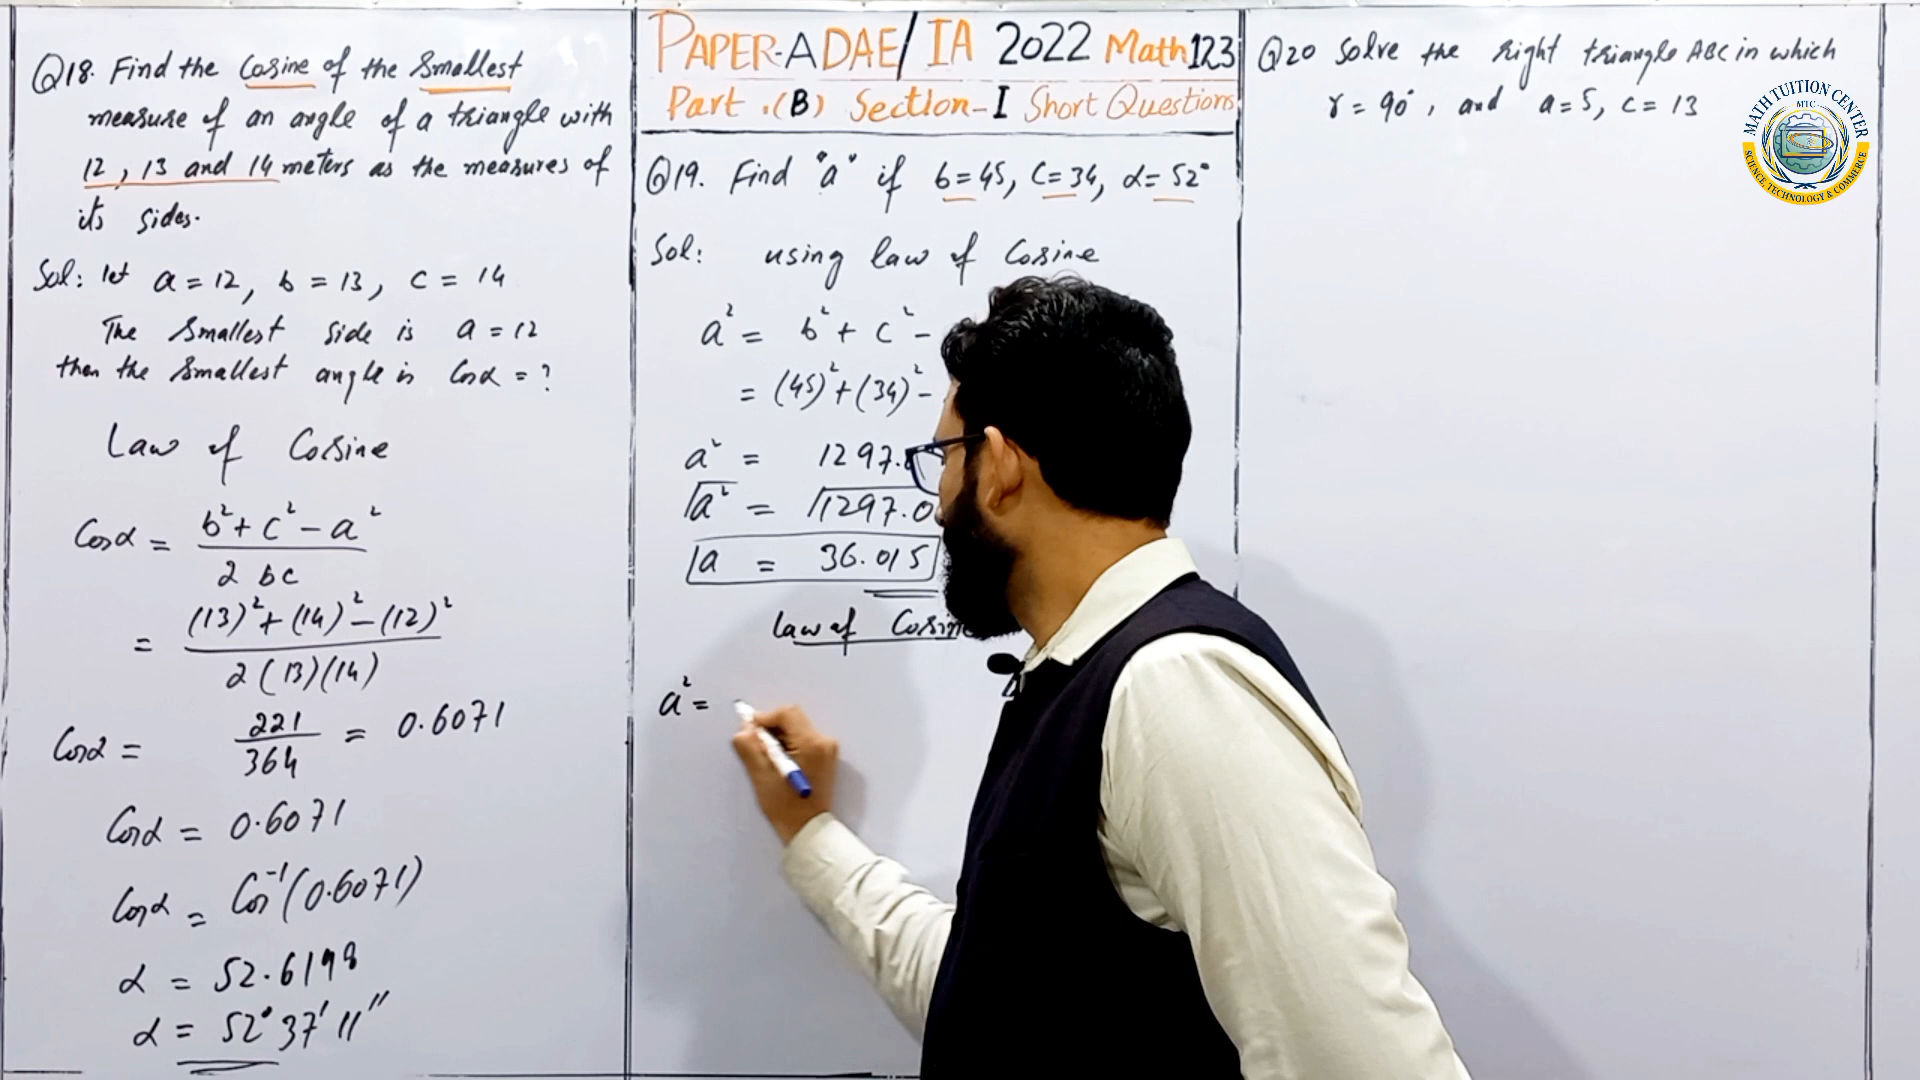 Q18. Find the Cosine of the Smallest
measure of an angle of a triangle with
12, 13 and 14 meters as the measures of
its sides.
Sol: let a = 12, b = 13, c = 14
The Smallest Side is a = 12
then the Smallest angle is Cosα = ?
Law of Cosine
Cosα = b² + c² - a² / 2 bc
= (13)² + (14)² - (12)² / 2 (13)(14)
Cosα = 221 / 364 = 0.6071
Cosα = 0.6071
Cosα = Cos⁻¹(0.6071)
α = 52.6198
α = 52° 37' 11"
PAPER-A DAE/IA 2022 Math 123
Part.(B) Section-I Short Questions
Q19. Find "a" if b = 45, C = 34, α = 52°
Sol: using law of Cosine
a² = b² + c² -
= (45)² + (34)² -
a² = 1297.
√a² = √1297.0
a = 36.015
law of Cosine
a² =
Q20 Solve the right triangle ABC in which
γ = 90°, and a = 5, c = 13
MATH TUITION CENTER
MTC
SCIENCE, TECHNOLOGY & COMMERCE